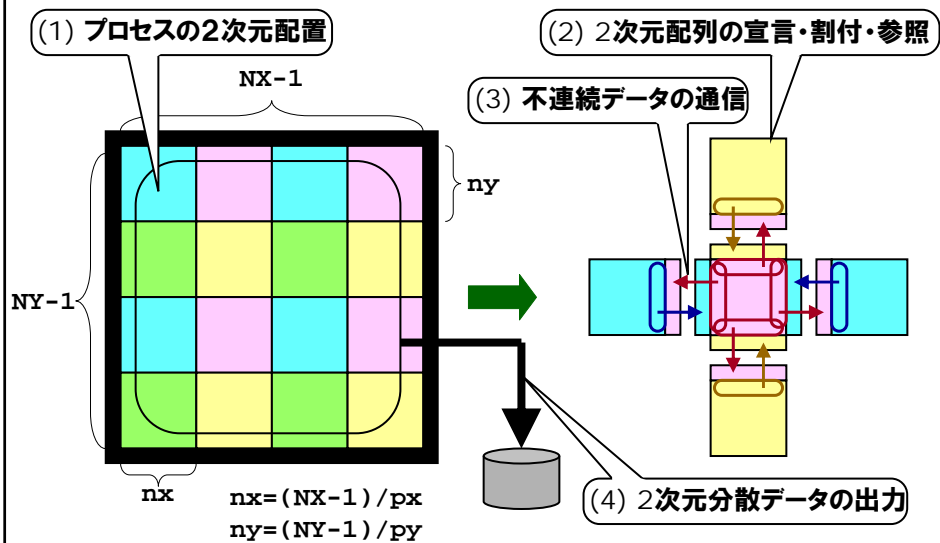 (1) プロセスの2次元配置
(2) 2次元配列の宣言・割付・参照
NX-1
(3) 不連続データの通信
ny
NY-1
nx
nx=(NX-1)/px
ny=(NY-1)/py
(4) 2次元分散データの出力